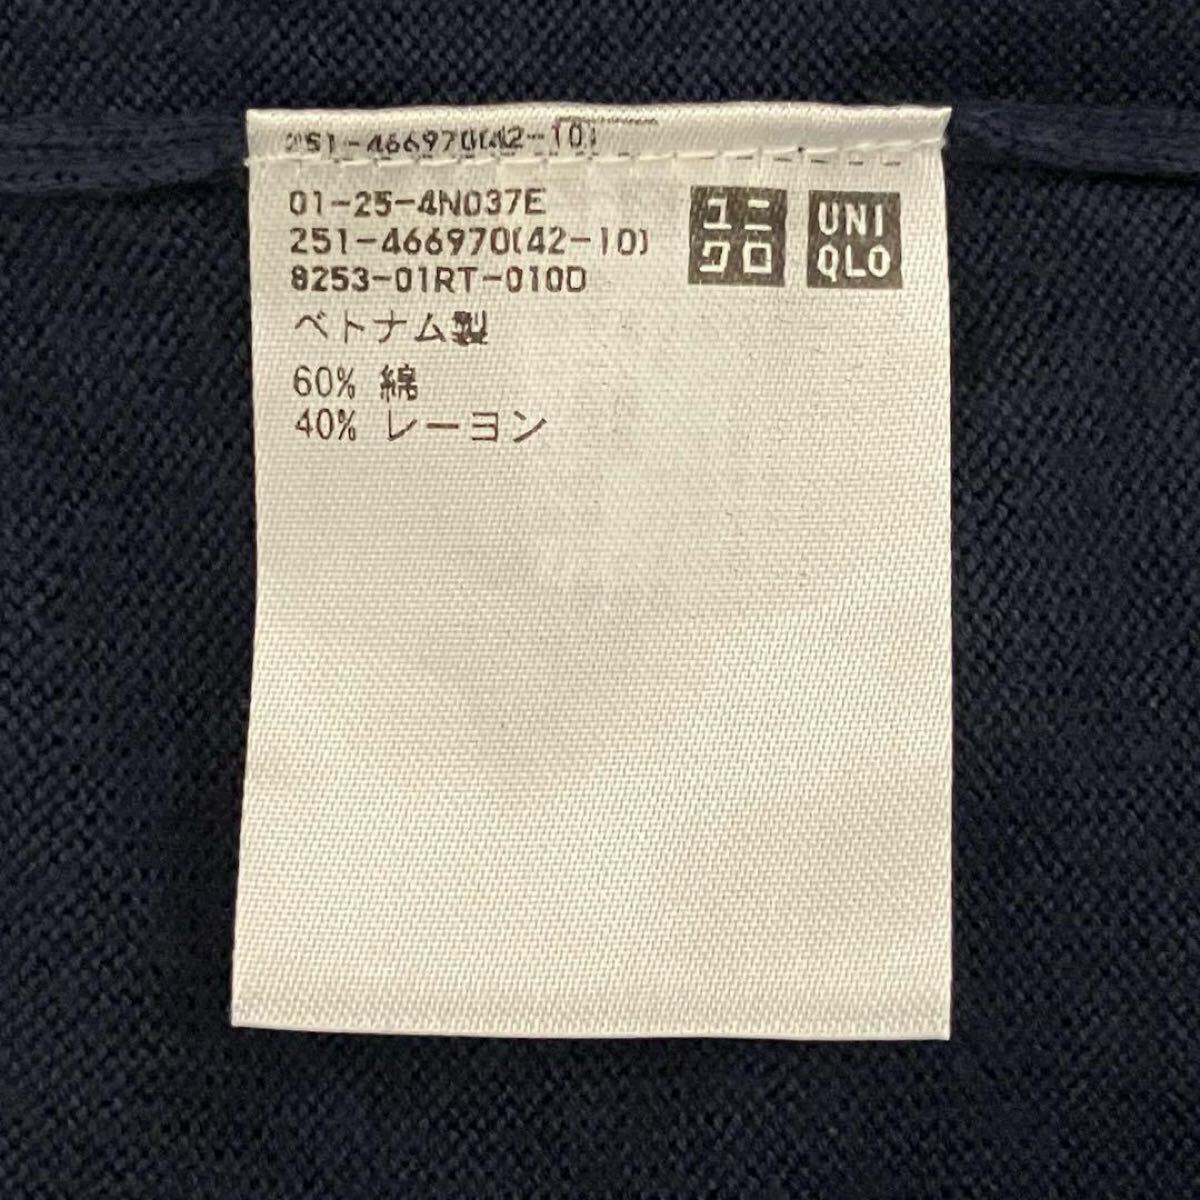 251-466970(42-10)
01-25-4N037E
251-466970(42-10)
8253-01RT-010D
ベトナム製
60% 綿
40% レーヨン
ユニ
クロ
UNI
QLO